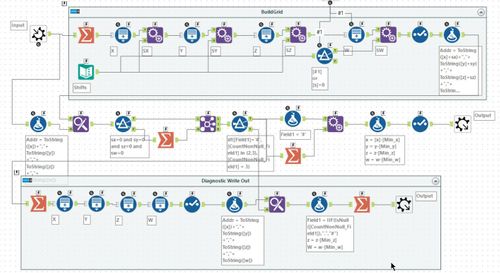 BuildGrid
#1
Input
X
SX
Y
SY
Z
SZ
#1
W
SW
Shifts
[#1]
or
[s]=0
Addr = ToString
([x]+sx)+","+
ToString([y]+sy)
+","+
ToString([z]+sz)
+","+
ToStrin...
Addr = ToString
([x])+","+
ToString([y])
+","+
ToString([z])
+","+
sx=0 and sy=0
and sz=0 and
sw=0
IIF([Field1]='#',
[CountNonNull_Fi
eld1] in (2,3),
[CountNonNull_Fi
eld1] = 3)
Field1 = '#'
x = [x]-[Min_x]
y = [y]-[Min_y]
z = [z]-[Min_z]
w = [w]-[Min_w]
Output
Diagnostic Write Out
X
Y
Z
W
Addr = ToString
([x])+","+
ToString([y])
+","+
ToString([z])
+","+
ToString([w])
Field1 = IIF(IsNull
([CountNonNull_Fi
eld1]),".","#")
z = z-[Min_z]
W = w-[Min_w]
Output